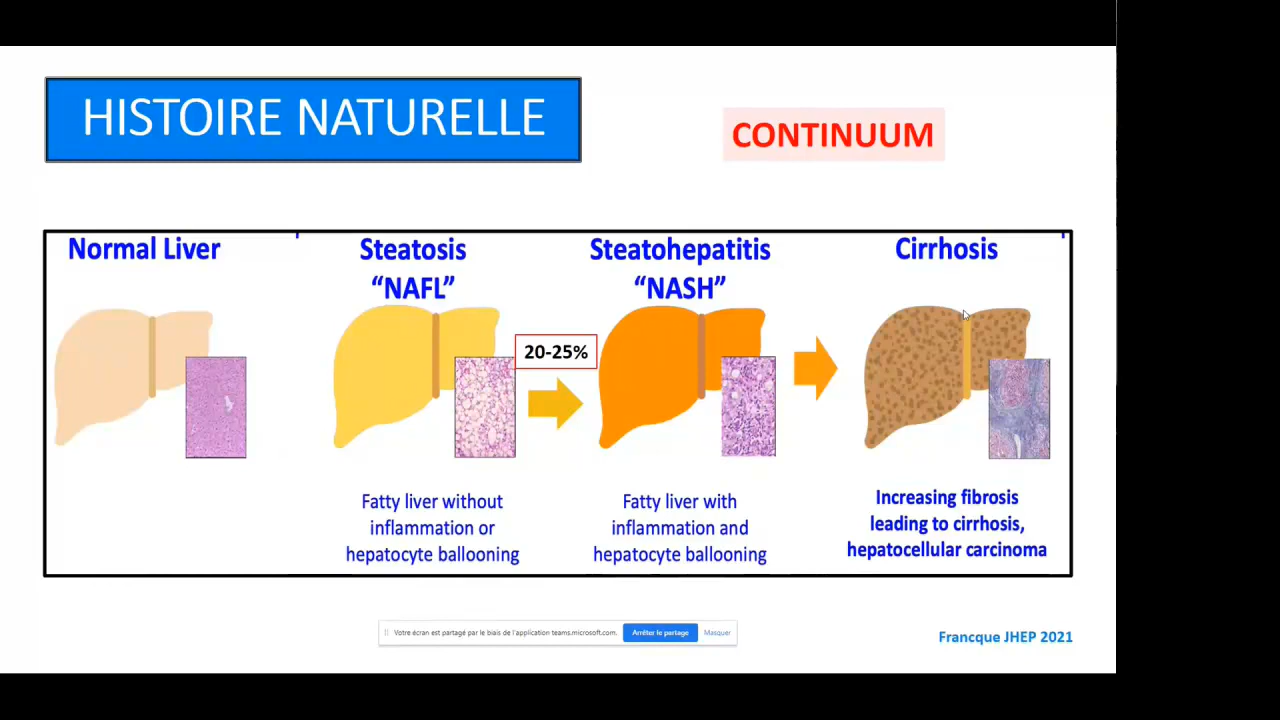 HISTOIRE NATURELLE
CONTINUUM
Normal Liver
Steatosis
“NAFL”
Steatohepatitis
“NASH”
Cirrhosis
20-25%
Fatty liver without
inflammation or
hepatocyte ballooning
Fatty liver with
inflammation and
hepatocyte ballooning
Increasing fibrosis
leading to cirrhosis,
hepatocellular carcinoma
Votre écran est partagé par le biais de l'application teams.microsoft.com.
Arrêter le partage
Masquer
Francque JHEP 2021